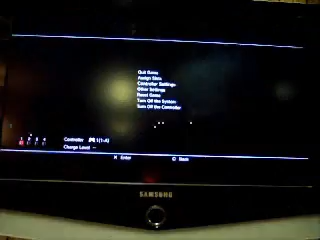 Quit Game
Assign Slots
Controller Settings
Other Settings
Reset Game
Turn Off the System
Turn Off the Controller
1 2 3 4
Controller
Charge Level
X Enter
O Back
SAMSUNG